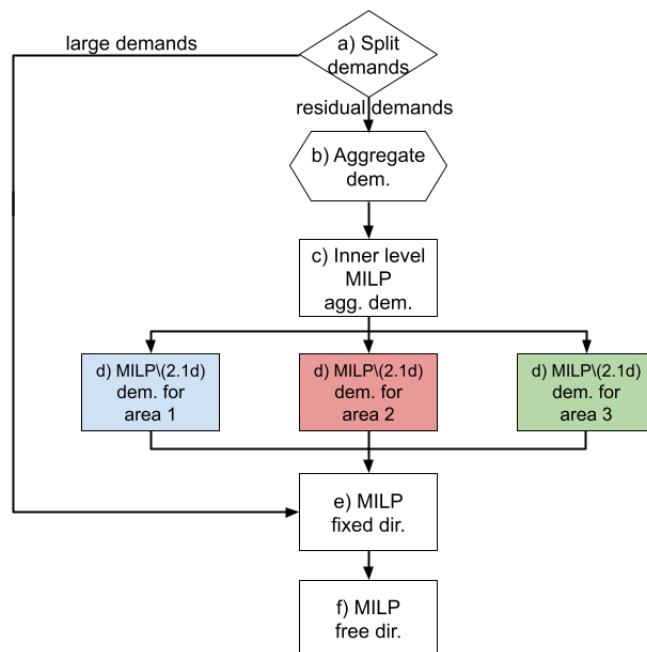 large demands
a) Split
demands
residual demands
b) Aggregate
dem.
c) Inner level
MILP
agg. dem.
d) MILP\(2.1d)
dem. for
area 1
d) MILP\(2.1d)
dem. for
area 2
d) MILP\(2.1d)
dem. for
area 3
e) MILP
fixed dir.
f) MILP
free dir.